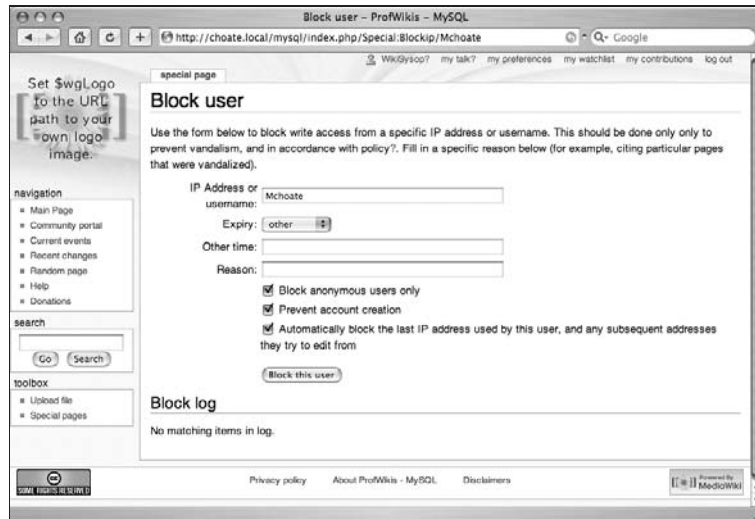 Block user – ProfWikis – MySQL
http://choate.local/mysql/index.php/Special:Blockip/Mchoate
Google
WikiSysop? my talk? my preferences my watchlist my contributions log out
Set $wgLogo
to the URL
path to your
own logo
image.
special page
Block user
Use the form below to block write access from a specific IP address or username. This should be done only only to
prevent vandalism, and in accordance with policy?. Fill in a specific reason below (for example, citing particular pages
that were vandalized).
IP Address or
username:
Mchoate
Expiry: other
Other time:
Reason:
Block anonymous users only
Prevent account creation
Automatically block the last IP address used by this user, and any subsequent addresses
they try to edit from
Block this user
Block log
No matching items in log.
navigation
Main Page
Community portal
Current events
Recent changes
Random page
Help
Donations
search
Go Search
toolbox
Upload file
Special pages
SOME RIGHTS RESERVED
Privacy policy About ProfWikis - MySQL Disclaimers
Powered By
MediaWiki